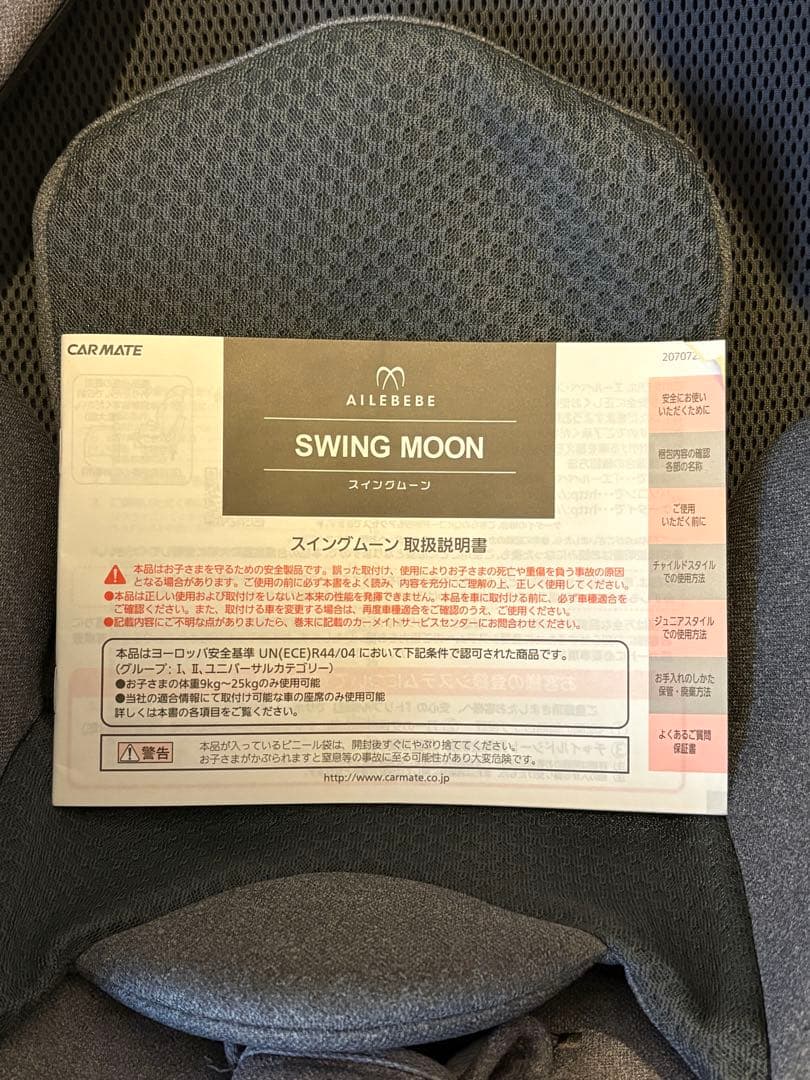 CARMATE
207072
AILEBEBE
SWING MOON
スイングムーン
スイングムーン 取扱説明書
本品はお子さまを守るための安全製品です。誤った取付け、使用によりお子さまの死亡や重傷を負う事故の原因
となる場合があります。ご使用の前に必ず本書をよく読み、内容を充分にご理解の上、正しく使用してください。
●本品は正しい使用および取付けをしないと本来の性能を発揮できません。本品を車に取付ける前に、必ず車種適合を
ご確認ください。また、取付ける車を変更する場合は、再度車種適合をご確認のうえ、ご使用ください。
●記載内容にご不明な点がありましたら、巻末に記載のカーメイトサービスセンターにお問合わせください。
本品はヨーロッパ安全基準 UN(ECE)R44/04 において下記条件で認可された商品です。
(グループ:Ⅰ、Ⅱ、ユニバーサルカテゴリー)
●お子さまの体重9kg~25kgのみ使用可能
●当社の適合情報にて取付け可能な車の座席のみ使用可能
詳しくは本書の各項目をご覧ください。
警告
本品が入っているビニール袋は、開封後すぐにやぶり捨ててください。
お子さまがかぶられますと窒息等の事故に至る可能性があり大変危険です。
http://www.carmate.co.jp
安全にお使い
いただくために
梱包内容の確認
各部の名称
ご使用
いただく前に
チャイルドスタイル
での使用方法
ジュニアスタイル
での使用方法
お手入れのしかた
保管・廃棄方法
よくあるご質問
保証書